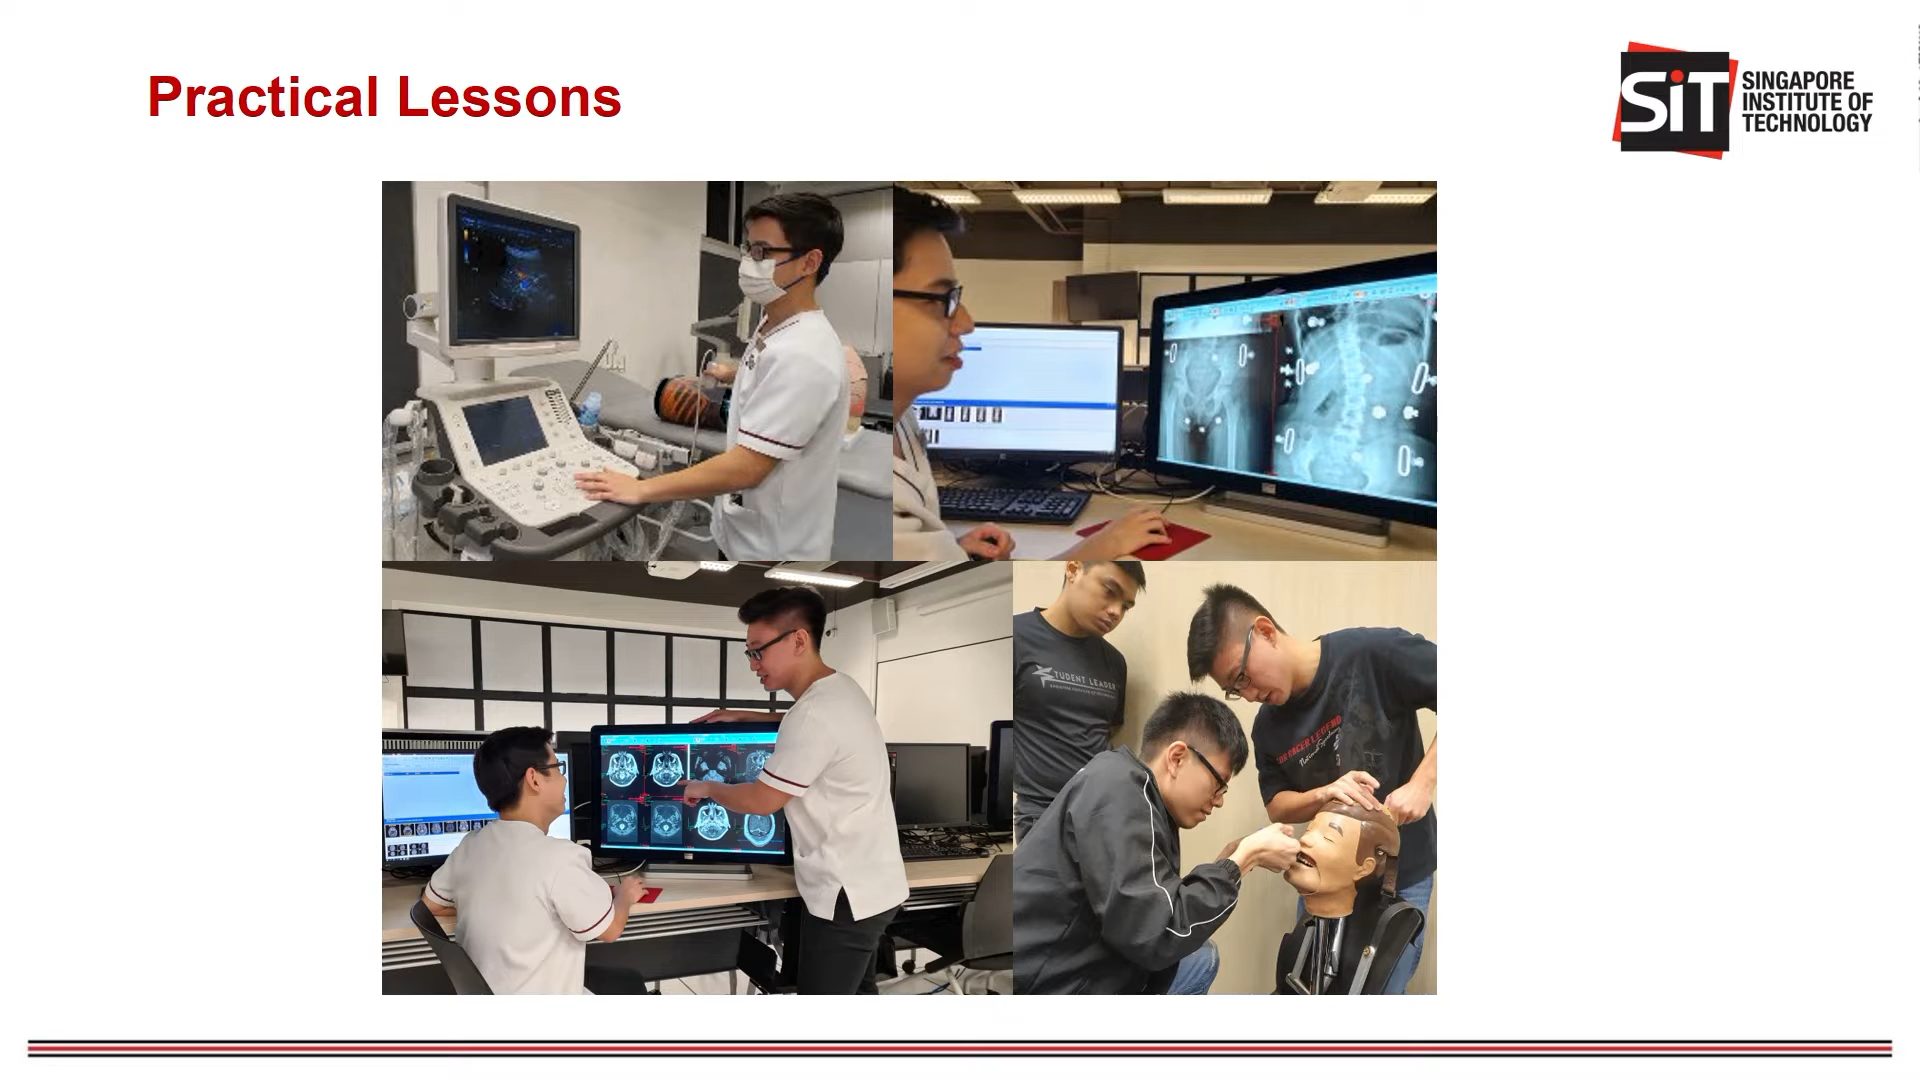 Practical Lessons
SiT
SINGAPORE
INSTITUTE OF
TECHNOLOGY
STUDENT LEADER